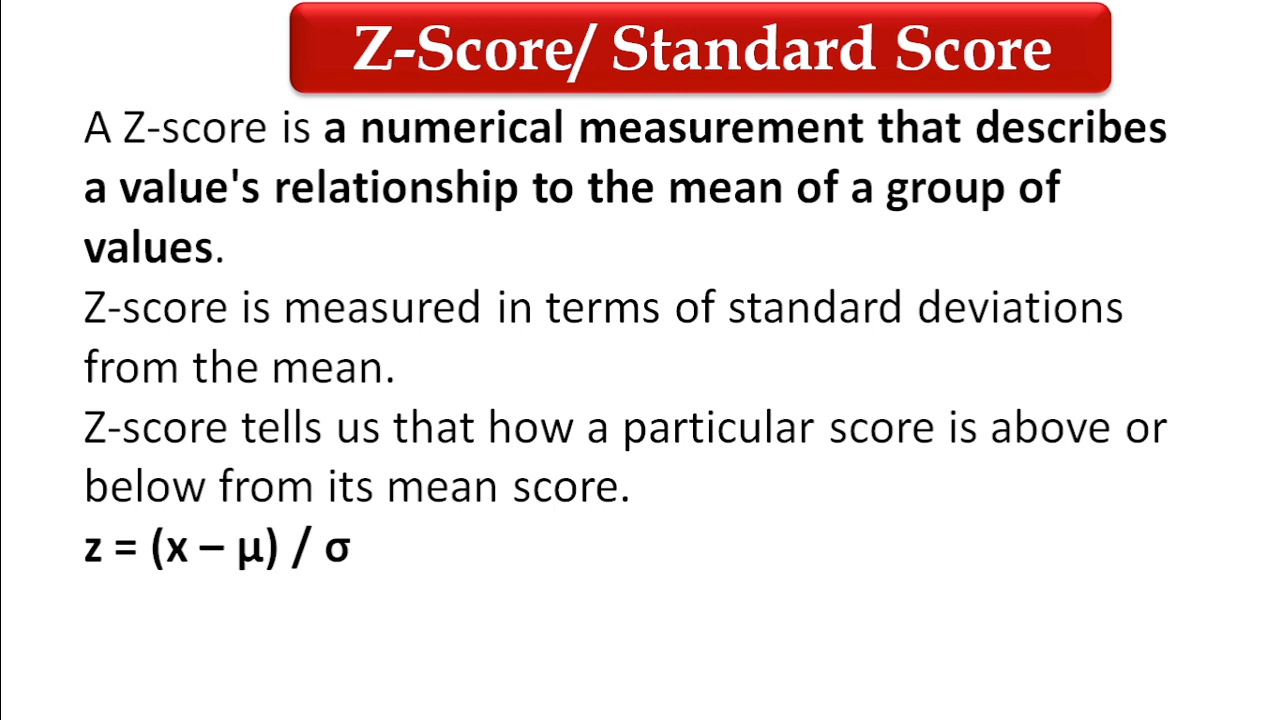 Z-Score/ Standard Score
A Z-score is a numerical measurement that describes
a value's relationship to the mean of a group of
values.
Z-score is measured in terms of standard deviations
from the mean.
Z-score tells us that how a particular score is above or
below from its mean score.
z = (x – μ) / σ